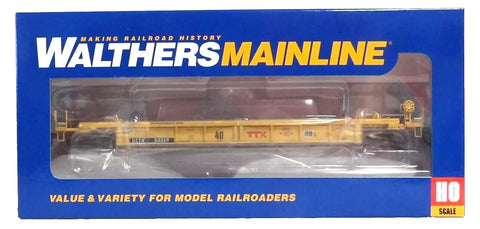 MAKING RAILROAD HISTORY
WALTHERS MAINLINE®
40 TTX
VALUE & VARIETY FOR MODEL RAILROADERS
HO
SCALE